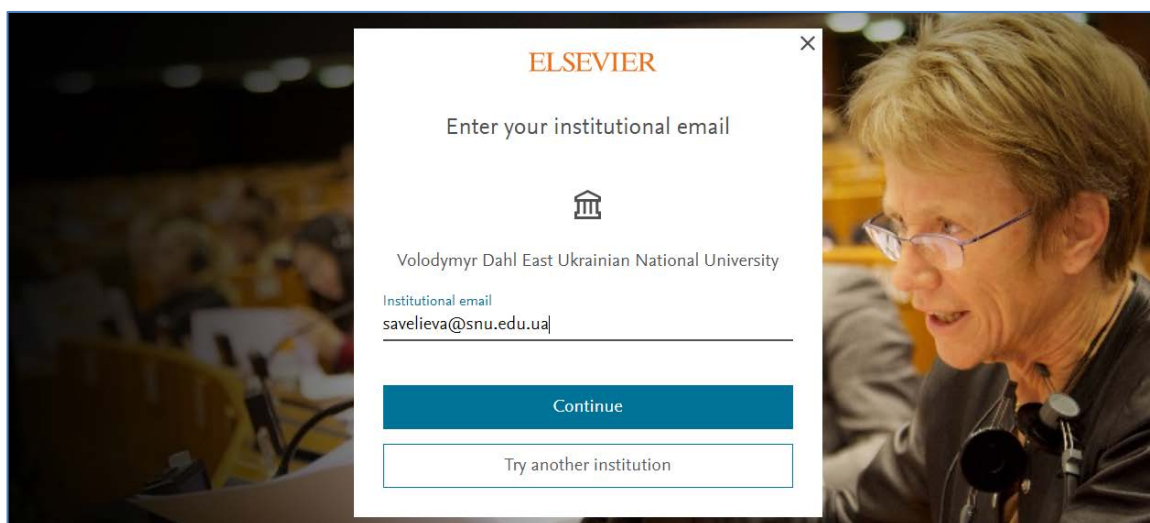 ELSEVIER
Enter your institutional email
Volodymyr Dahl East Ukrainian National University
Institutional email
savelieva@snu.edu.ua
Continue
Try another institution